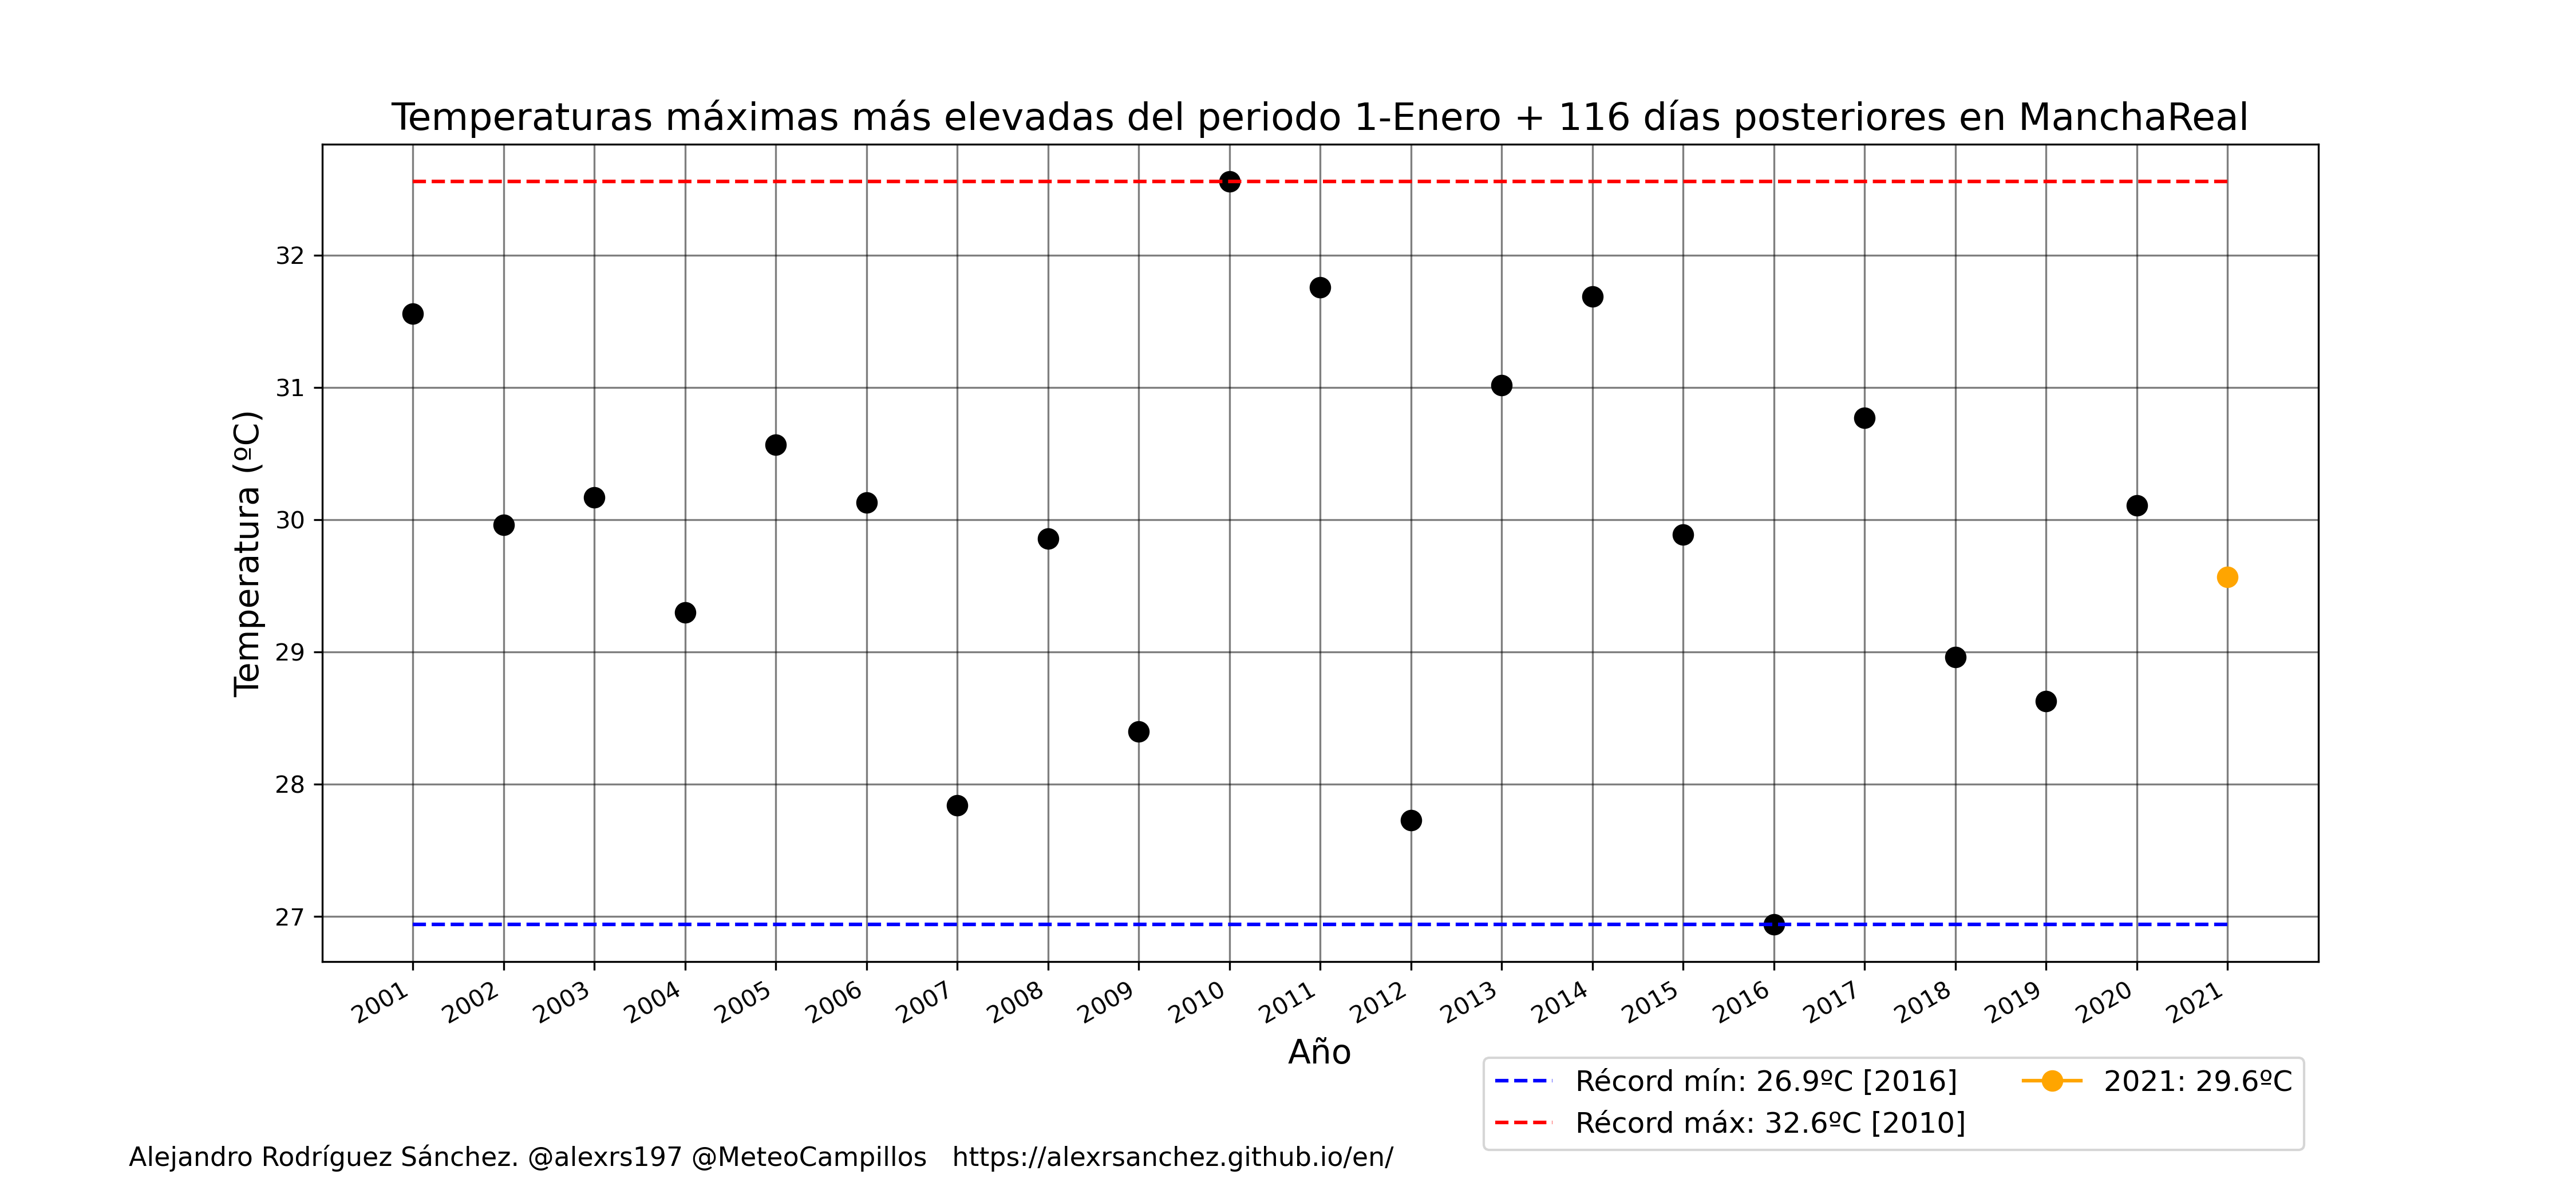 Temperaturas máximas más elevadas del periodo 1-Enero + 116 días posteriores en ManchaReal
Temperatura (ºC)
32
31
30
29
28
27
2001 2002 2003 2004 2005 2006 2007 2008 2009 2010 2011 2012 2013 2014 2015 2016 2017 2018 2019 2020 2021
Año
Récord mín: 26.9ºC [2016]
Récord máx: 32.6ºC [2010]
2021: 29.6ºC
Alejandro Rodríguez Sánchez. @alexrs197 @MeteoCampillos https://alexrsanchez.github.io/en/